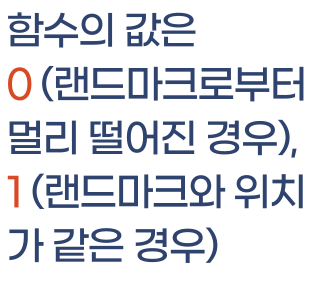 함수의 값은
0 (랜드마크로부터
멀리 떨어진 경우),
1 (랜드마크와 위치
가 같은 경우)